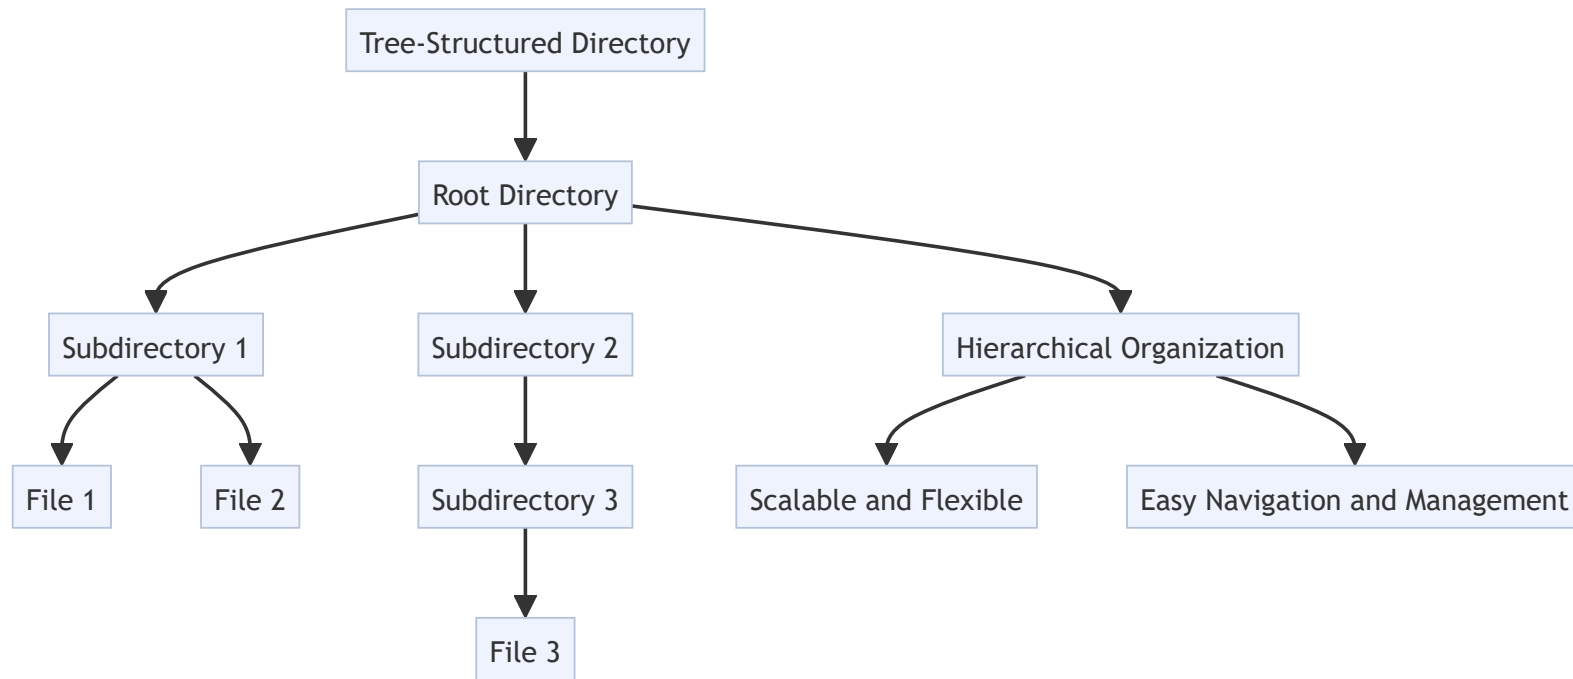 Tree-Structured Directory
Root Directory
Subdirectory 1
Subdirectory 2
Hierarchical Organization
File 1
File 2
Subdirectory 3
Scalable and Flexible
Easy Navigation and Management
File 3